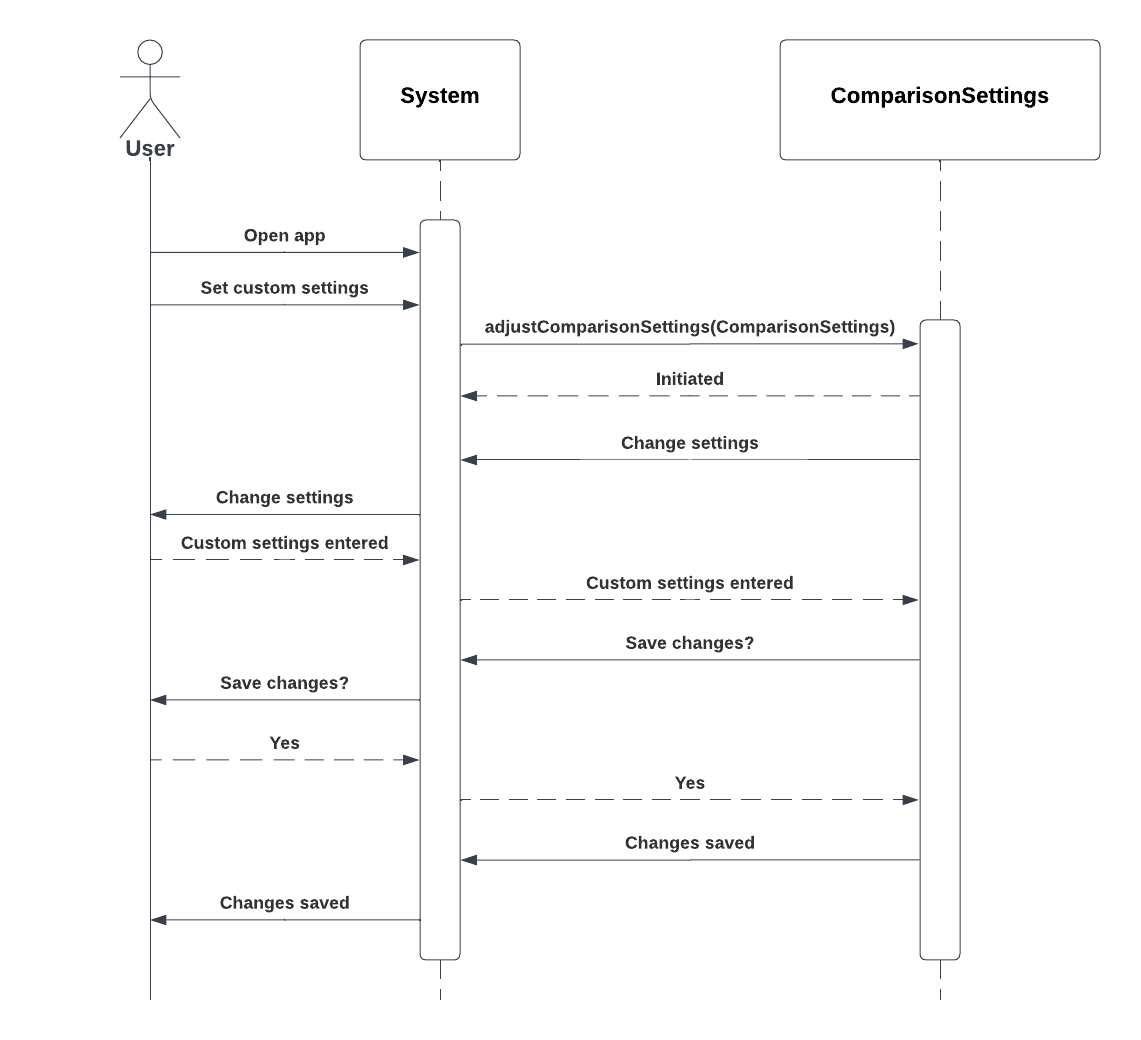 System
ComparisonSettings
User
Open app
Set custom settings
adjustComparisonSettings(ComparisonSettings)
Initiated
Change settings
Change settings
Custom settings entered
Custom settings entered
Save changes?
Save changes?
Yes
Yes
Changes saved
Changes saved